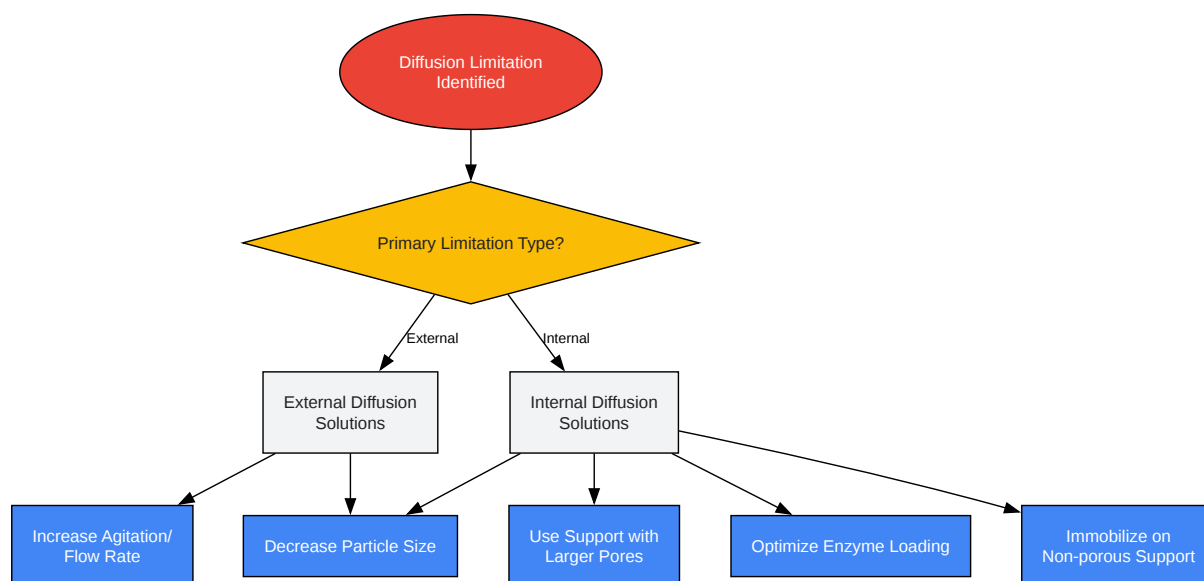 Diffusion Limitation
Identified
Primary Limitation Type?
External
Internal
External Diffusion
Solutions
Internal Diffusion
Solutions
Increase Agitation/
Flow Rate
Decrease Particle Size
Use Support with
Larger Pores
Optimize Enzyme Loading
Immobilize on
Non-porous Support